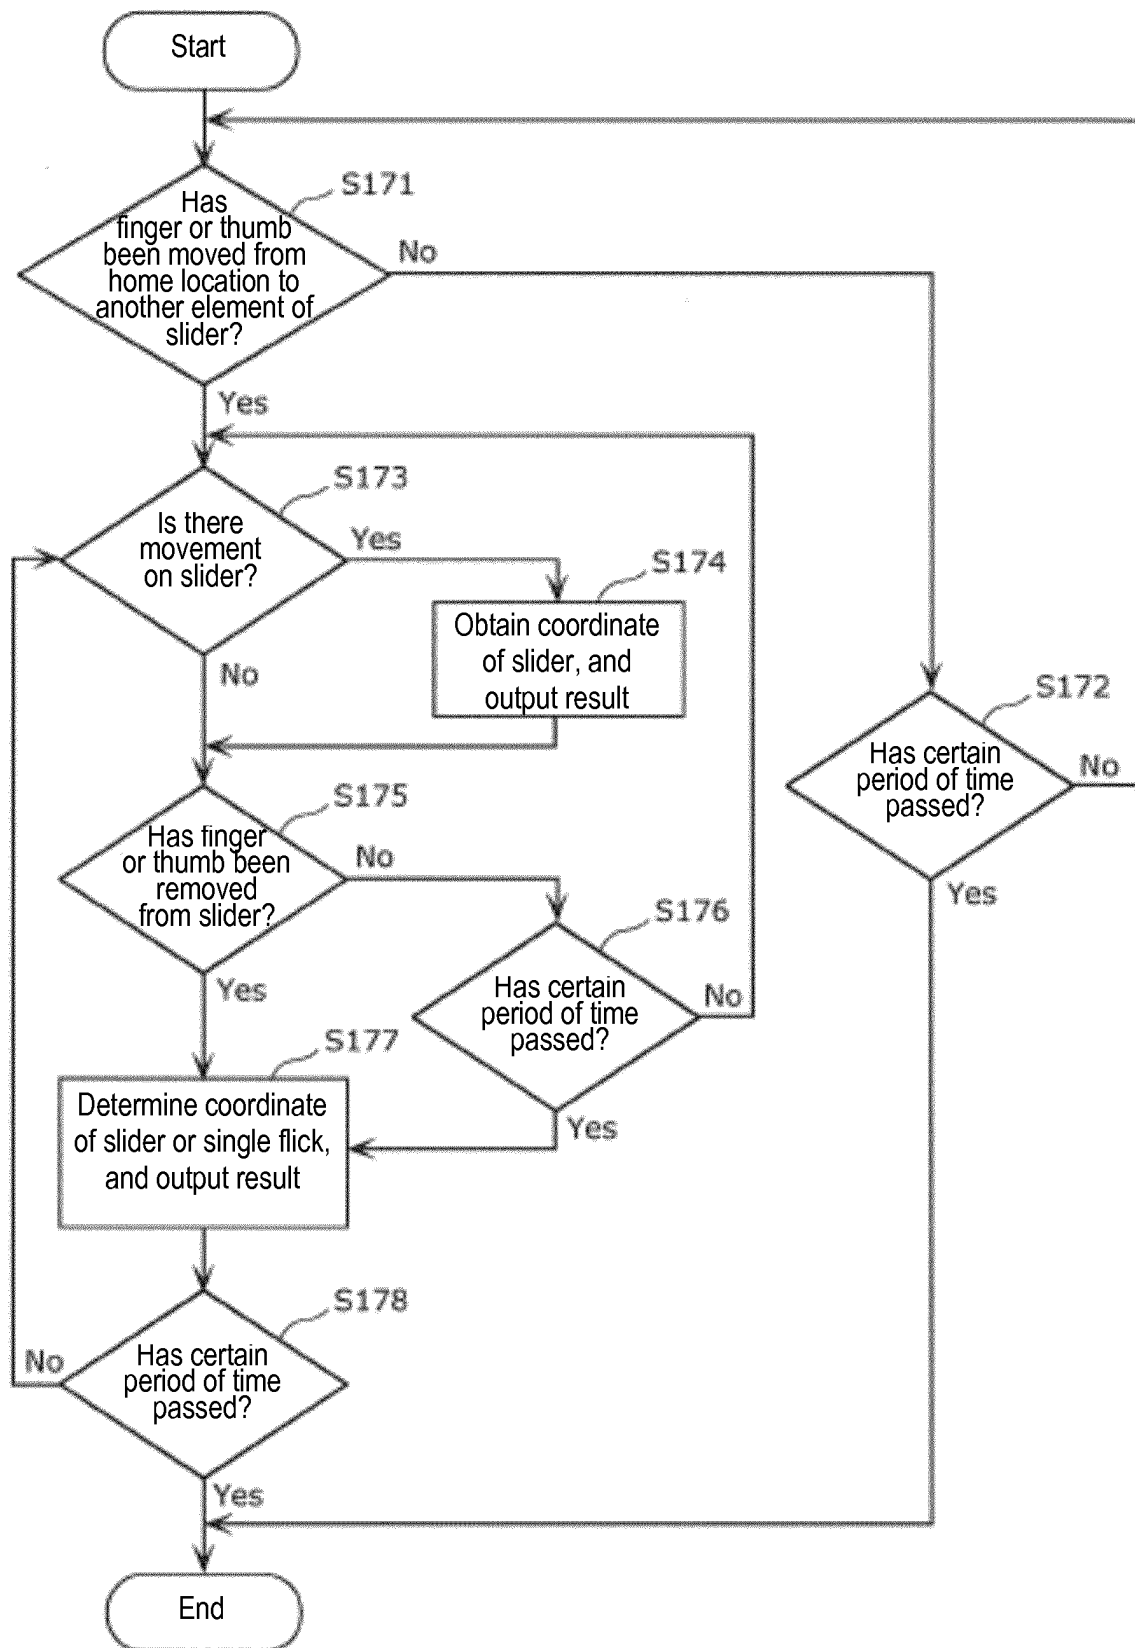 Start
S171
Has
finger or thumb
been moved from
home location to
another element of
slider?
No
Yes
S173
Is there
movement
on slider?
Yes
S174
Obtain coordinate
of slider, and
output result
No
S172
Has certain
period of time
passed?
No
Yes
S175
Has finger
or thumb been
removed
from slider?
No
S176
Has certain
period of time
passed?
No
Yes
Yes
S177
Determine coordinate
of slider or single flick,
and output result
S178
Has certain
period of time
passed?
No
Yes
End